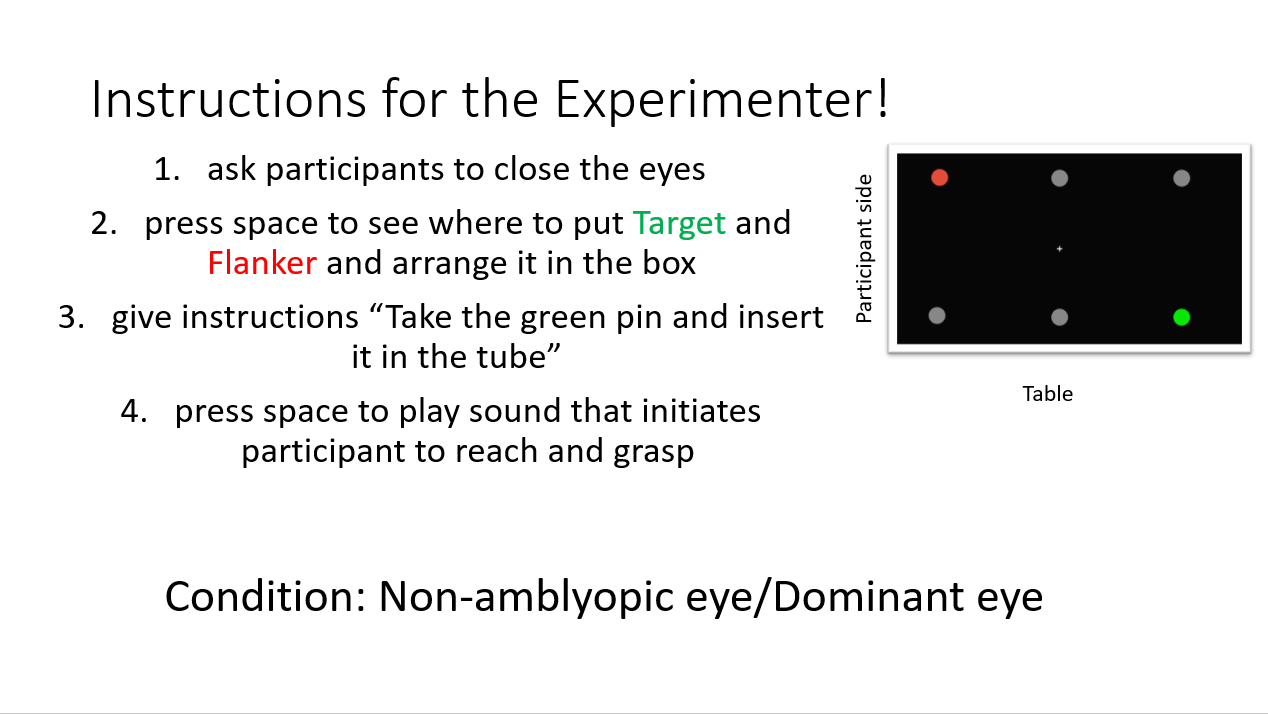 Instructions for the Experimenter!
1. ask participants to close the eyes
2. press space to see where to put Target and
Flanker and arrange it in the box
3. give instructions “Take the green pin and insert
it in the tube”
4. press space to play sound that initiates
participant to reach and grasp
Participant side
Table
Condition: Non-amblyopic eye/Dominant eye